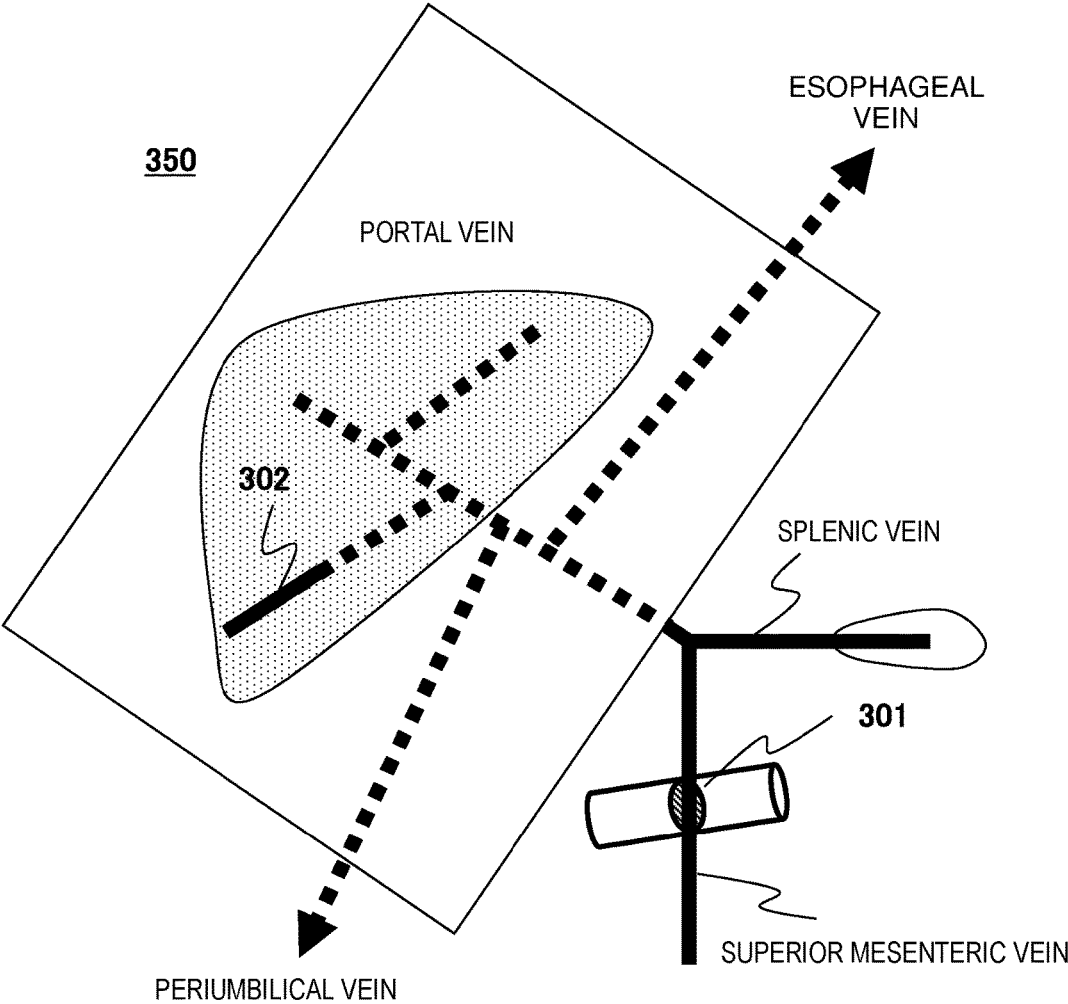 ESOPHAGEAL
VEIN
350
PORTAL VEIN
302
SPLENIC VEIN
301
SUPERIOR MESENTERIC VEIN
PERIUMBILICAL VEIN